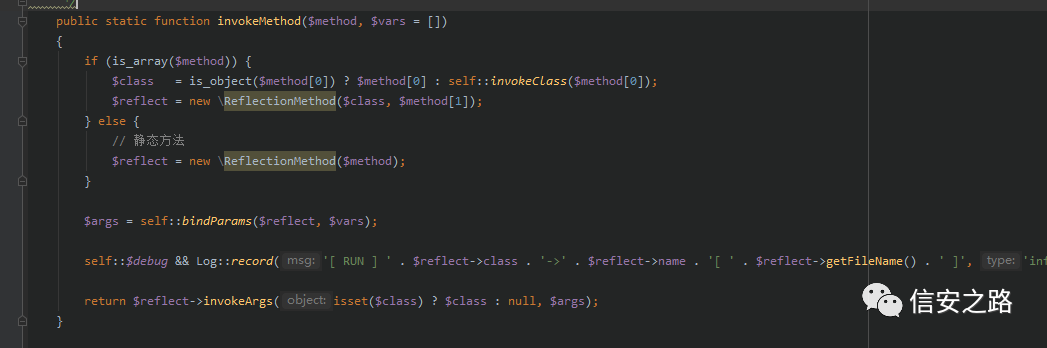 public static function invokeMethod($method, $vars = [])
{
if (is_array($method)) {
$class   = is_object($method[0]) ? $method[0] : self::invokeClass($method[0]);
$reflect = new \ReflectionMethod($class, $method[1]);
} else {
// 静态方法
$reflect = new \ReflectionMethod($method);
}
$args = self::bindParams($reflect, $vars);
self::$debug && Log::record( msg: '[ RUN ] ' . $reflect->class . '->' . $reflect->name . '[ ' . $reflect->getFileName() . ' ]', type: 'inf
return $reflect->invokeArgs( object: isset($class) ? $class : null, $args);
}
信安之路